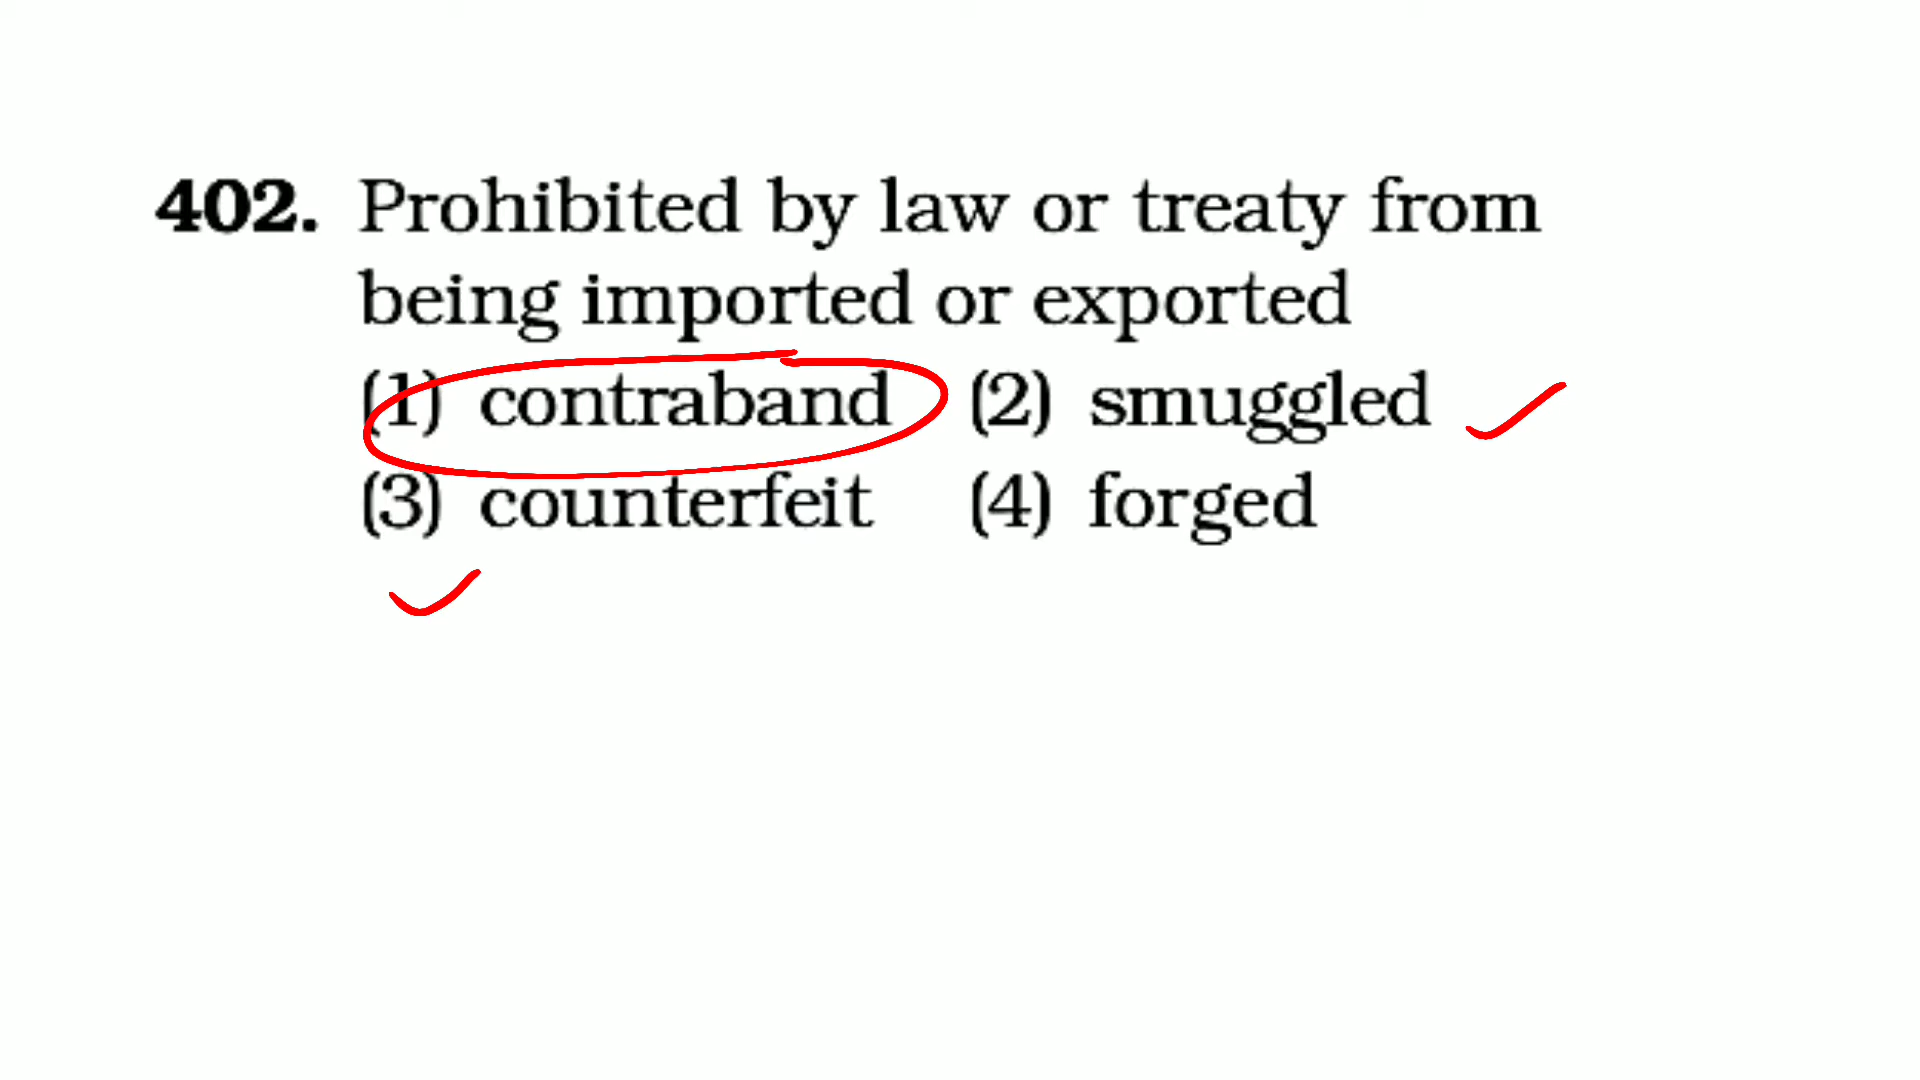 402. Prohibited by law or treaty from
being imported or exported
(1) contraband (2) smuggled
(3) counterfeit (4) forged